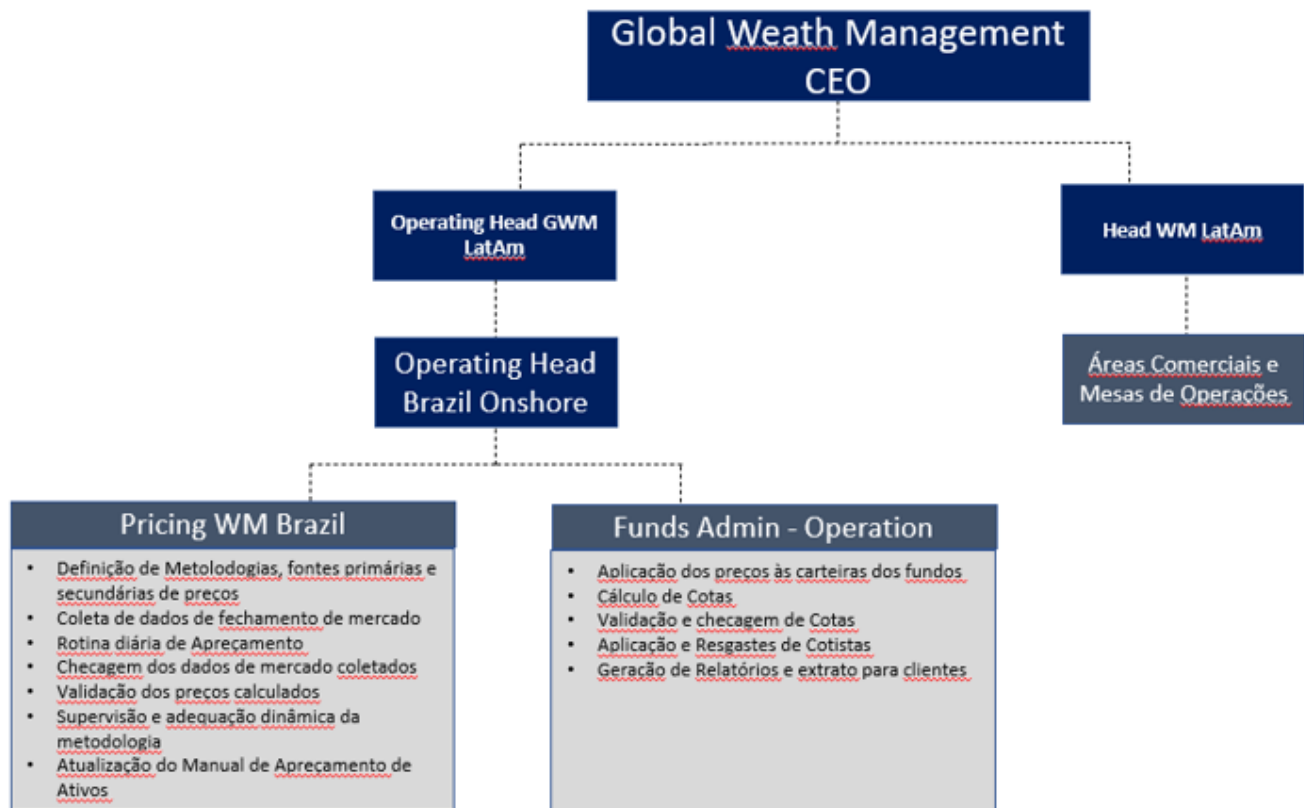 Global Weath Management
CEO
Operating Head GWM
LatAm
Head WM LatAm
Operating Head
Brazil Onshore
Áreas Comerciais e
Mesas de Operações
Pricing WM Brazil
• Definição de Metolodogias, fontes primárias e
secundárias de preços
• Coleta de dados de fechamento de mercado
• Rotina diária de Apreçamento
• Checagem dos dados de mercado coletados
• Validação dos preços calculados
• Supervisão e adequação dinâmica da
metodologia
• Atualização do Manual de Apreçamento de
Ativos
Funds Admin - Operation
• Aplicação dos preços às carteiras dos fundos
• Cálculo de Cotas
• Validação e checagem de Cotas
• Aplicação e Resgastes de Cotistas
• Geração de Relatórios e extrato para clientes